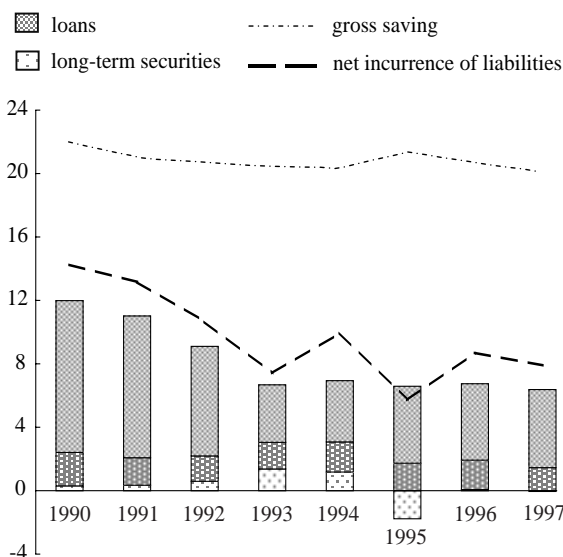 loans
gross saving
long-term securities
net incurrence of liabilities
24
20
16
12
8
4
0
-4
1990 1991 1992 1993 1994 1995 1996 1997